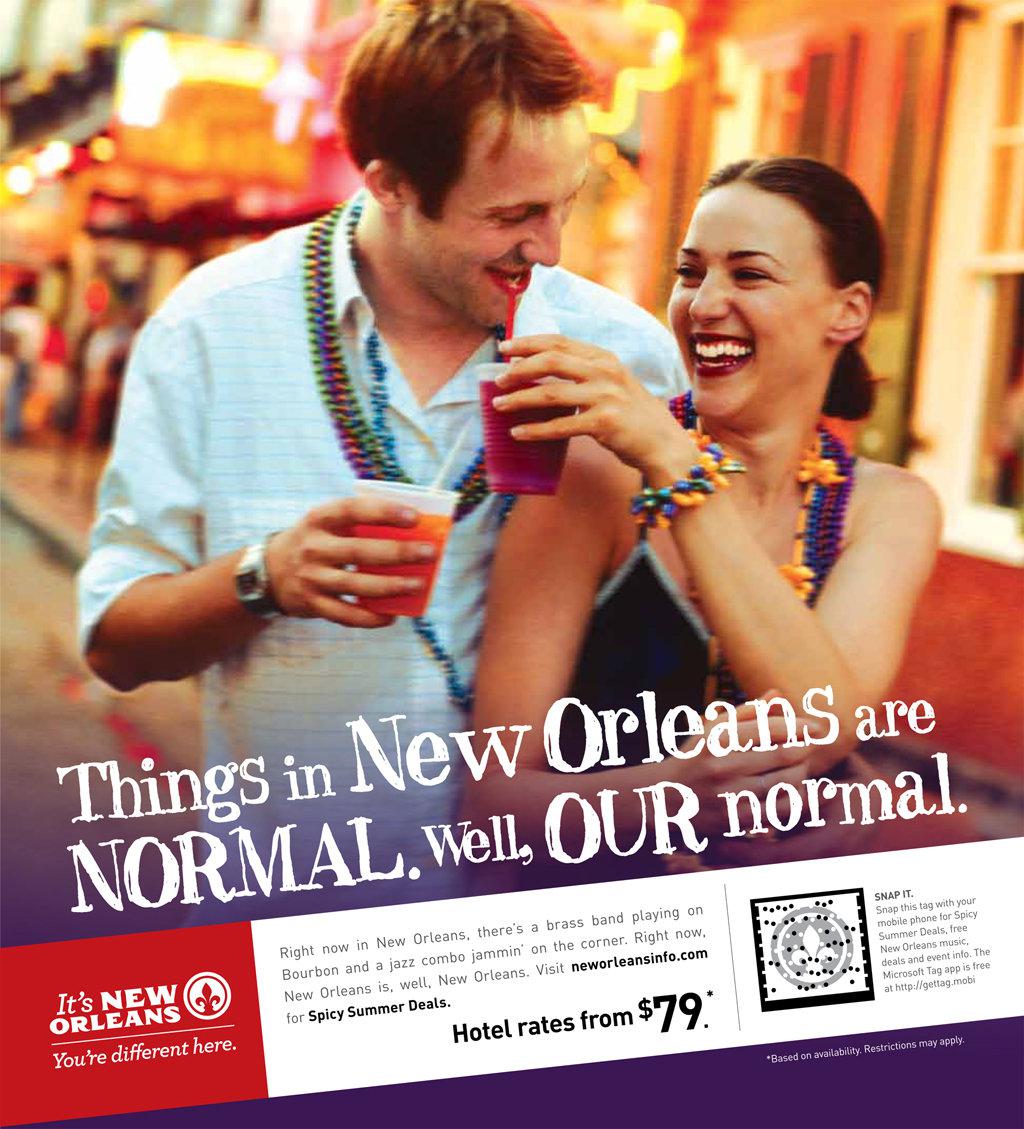 Things in New Orleans are
NORMAL. Well, OUR normal.
It's NEW
ORLEANS
You're different here.
Right now in New Orleans, there's a brass band playing on
Bourbon and a jazz combo jammin' on the corner. Right now,
New Orleans is, well, New Orleans. Visit neworleansinfo.com
for Spicy Summer Deals.
Hotel rates from $79.*
SNAP IT.
Snap this tag with your
mobile phone for Spicy
Summer Deals, free
New Orleans music,
deals and event info. The
Microsoft Tag app is free
at http://gettag.mobi
*Based on availability. Restrictions may apply.